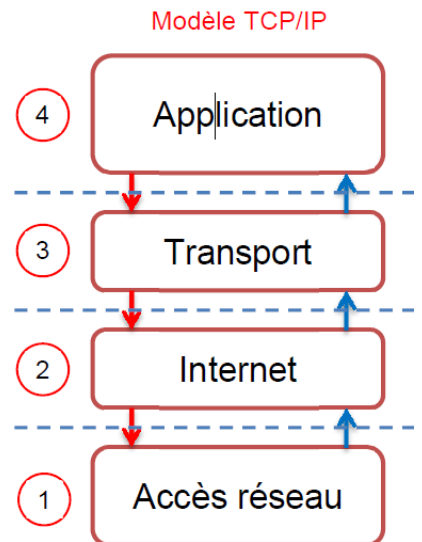 Modèle TCP/IP
4
Application
3
Transport
2
Internet
1
Accès réseau